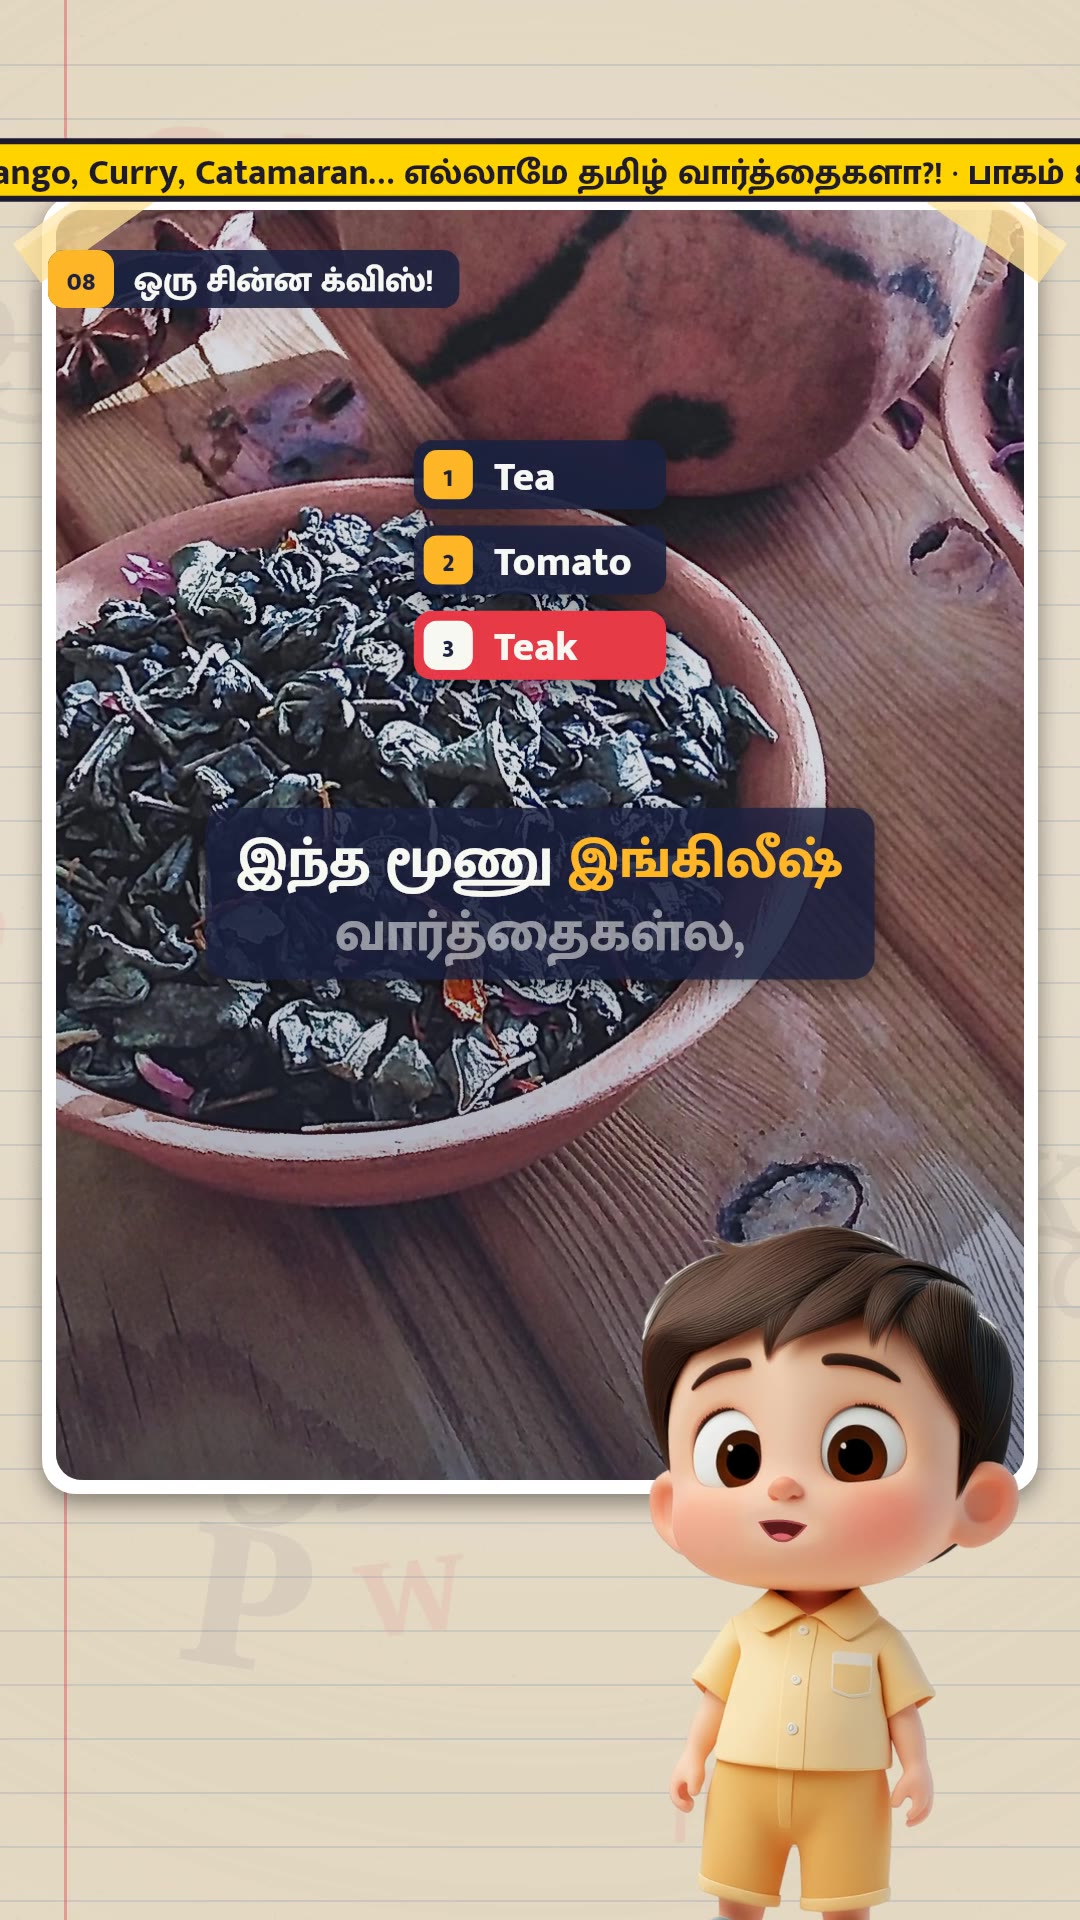 ango, Curry, Catamaran... எல்லாமே தமிழ் வார்த்தைகளா?! · பாகம்
08 ஒரு சின்ன க்விஸ்!
1 Tea
2 Tomato
3 Teak
இந்த மூணு இங்கிலீஷ்
வார்த்தைகள்ல,
P w